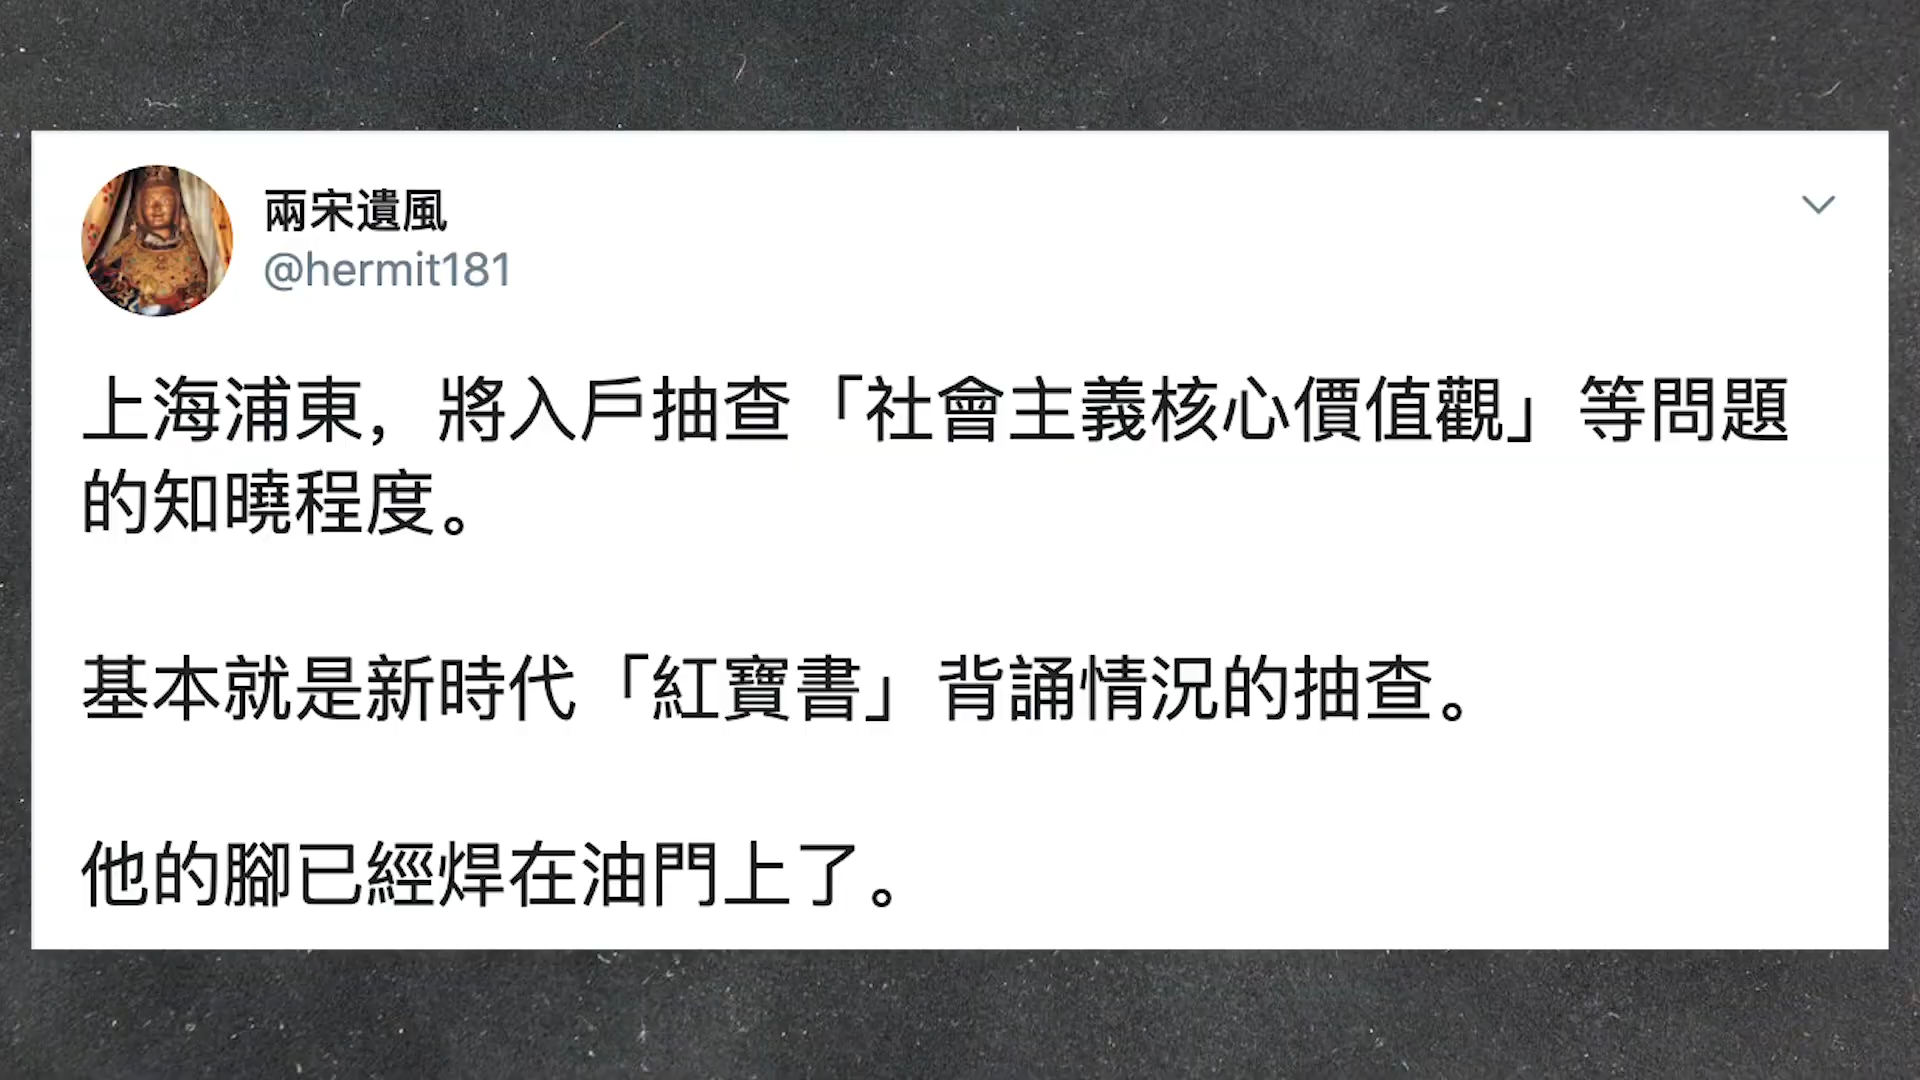 兩宋遺風
@hermit181
上海浦東，將入戶抽查「社會主義核心價值觀」等問題
的知曉程度。
基本就是新時代「紅寶書」背誦情況的抽查。
他的腳已經焊在油門上了。